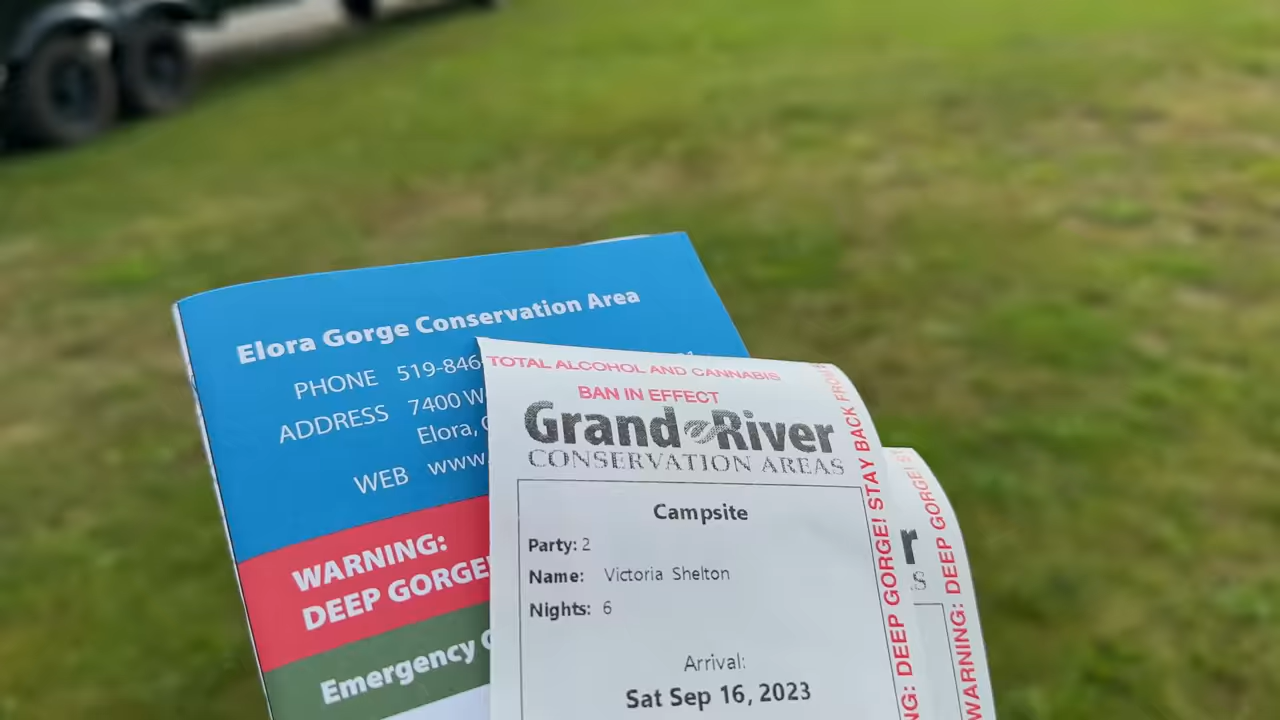 Elora Gorge Conservation Area
PHONE 519-846
ADDRESS 7400 W
Elora,
WEB www.
WARNING:
DEEP GORGE
Emergency
TOTAL ALCOHOL AND CANNABIS
BAN IN EFFECT
Grand River
CONSERVATION AREAS
Campsite
Party: 2
Name: Victoria Shelton
Nights: 6
Arrival:
Sat Sep 16, 2023
NG: DEEP GORGE! STAY BACK FROM
r
S
WARNING: DEEP GORGE!